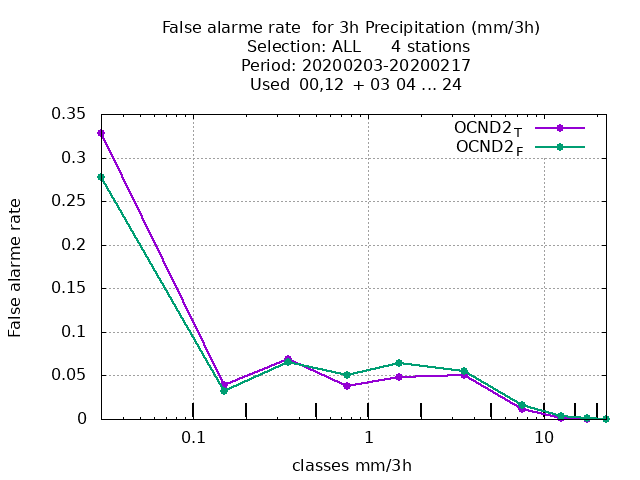 False alarme rate  for 3h Precipitation (mm/3h)
Selection: ALL      4 stations
Period: 20200203-20200217
Used  00,12  + 03 04 ... 24
OCND2T
OCND2F
False alarme rate
0.35
0.3
0.25
0.2
0.15
0.1
0.05
0
0.1
1
10
classes mm/3h